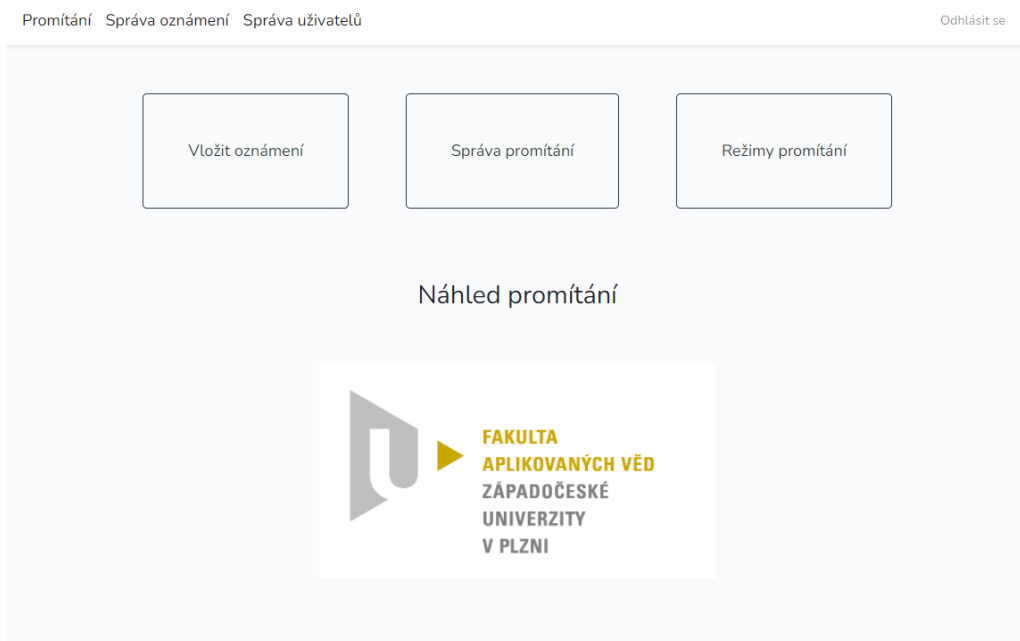 Promítání Správa oznámení Správa uživatelů Odhlásit se
Vložit oznámení Správa promítání Režimy promítání
Náhled promítání
FAKULTA
APLIKOVANÝCH VĚD
ZÁPADOČESKÉ
UNIVERZITY
V PLZNI